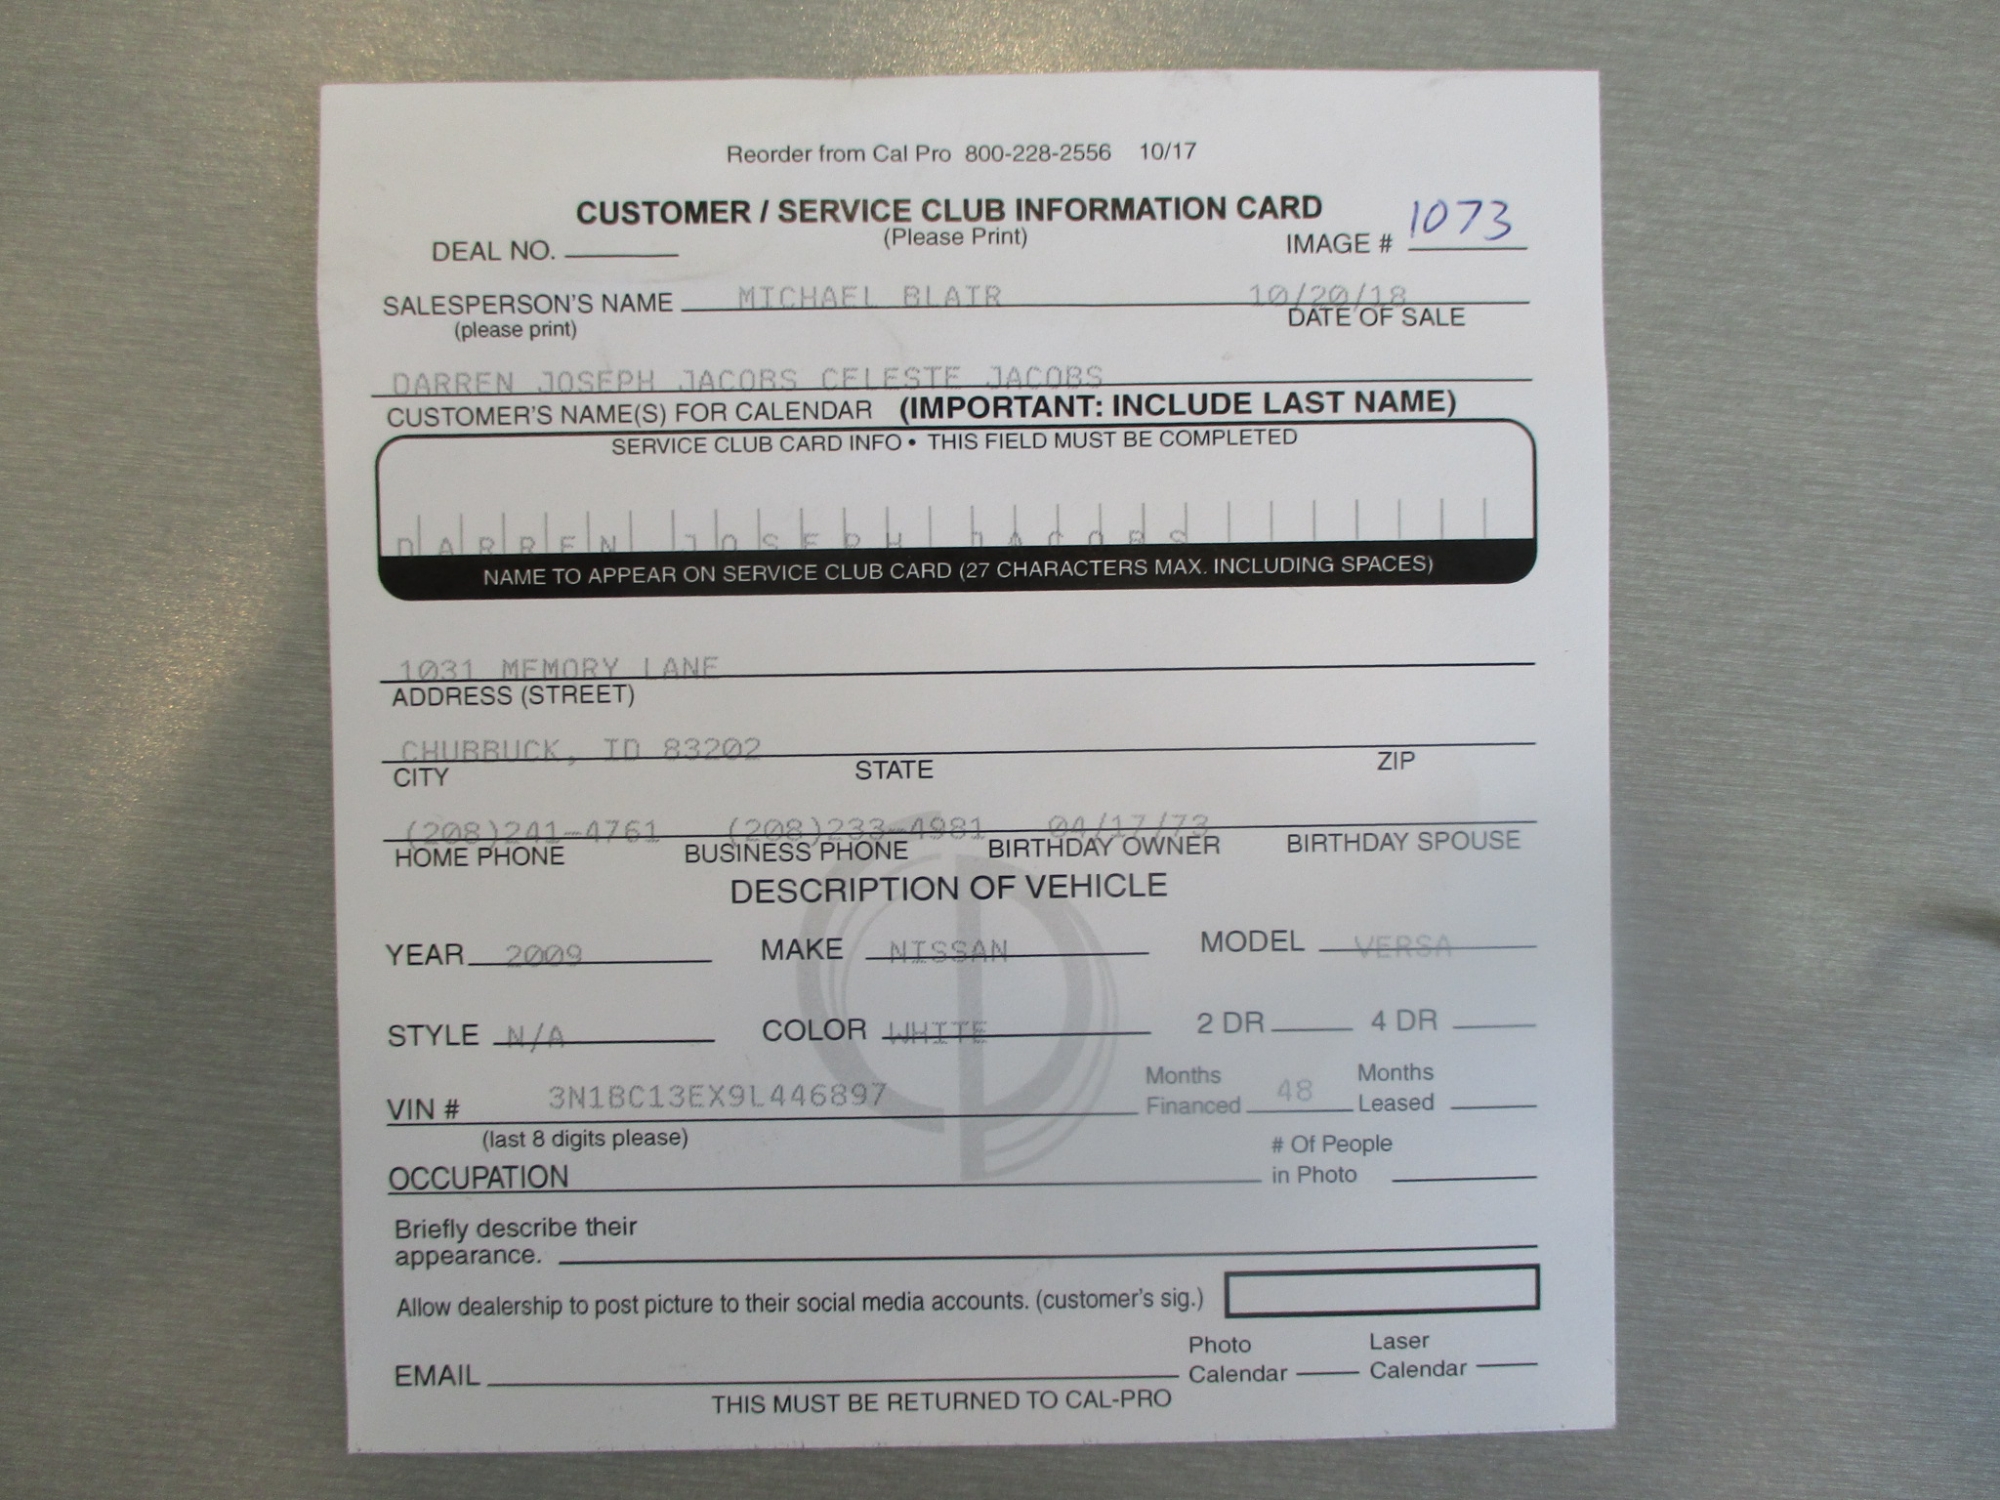 Reorder from Cal Pro 800-228-2556 10/17
CUSTOMER / SERVICE CLUB INFORMATION CARD
(Please Print)
DEAL NO. IMAGE # 1073
SALESPERSON'S NAME MICHAEL BLAIR 10/20/18
(please print) DATE OF SALE
DARREN JOSEPH JACOBS CELESTE JACOBS
CUSTOMER'S NAME(S) FOR CALENDAR (IMPORTANT: INCLUDE LAST NAME)
SERVICE CLUB CARD INFO • THIS FIELD MUST BE COMPLETED
DARREN JOSEPH
NAME TO APPEAR ON SERVICE CLUB CARD (27 CHARACTERS MAX. INCLUDING SPACES)
1031 MEMORY LANE
ADDRESS (STREET)
CHUBBUCK, ID 83202
CITY STATE ZIP
(208)241-4761 (208)233-4981 04/17/73
HOME PHONE BUSINESS PHONE BIRTHDAY OWNER BIRTHDAY SPOUSE
DESCRIPTION OF VEHICLE
YEAR 2009 MAKE NISSAN MODEL VERSA
STYLE N/A COLOR WHITE 2 DR 4 DR
VIN # 3N1BC13EX9L446897 Months Financed 48 Months Leased
(last 8 digits please)
OCCUPATION # Of People in Photo
Briefly describe their
appearance.
Allow dealership to post picture to their social media accounts. (customer's sig.)
EMAIL Photo Calendar Laser Calendar
THIS MUST BE RETURNED TO CAL-PRO